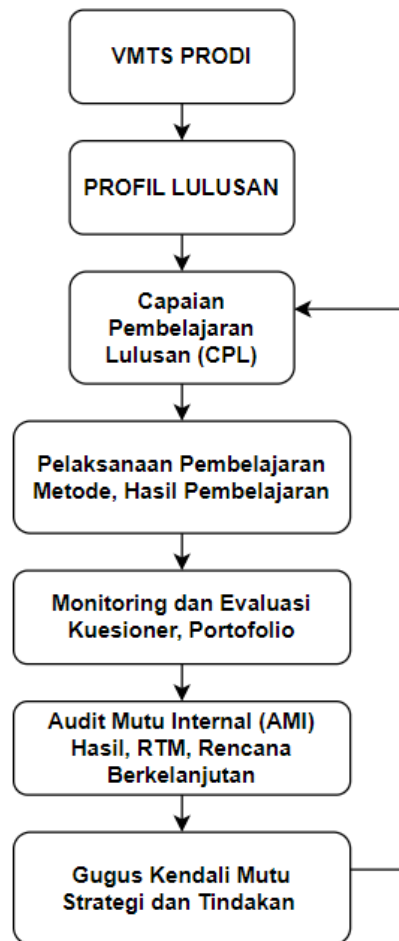 VMTS PRODI
PROFIL LULUSAN
Capaian
Pembelajaran
Lulusan (CPL)
Pelaksanaan Pembelajaran
Metode, Hasil Pembelajaran
Monitoring dan Evaluasi
Kuesioner, Portofolio
Audit Mutu Internal (AMI)
Hasil, RTM, Rencana
Berkelanjutan
Gugus Kendali Mutu
Strategi dan Tindakan